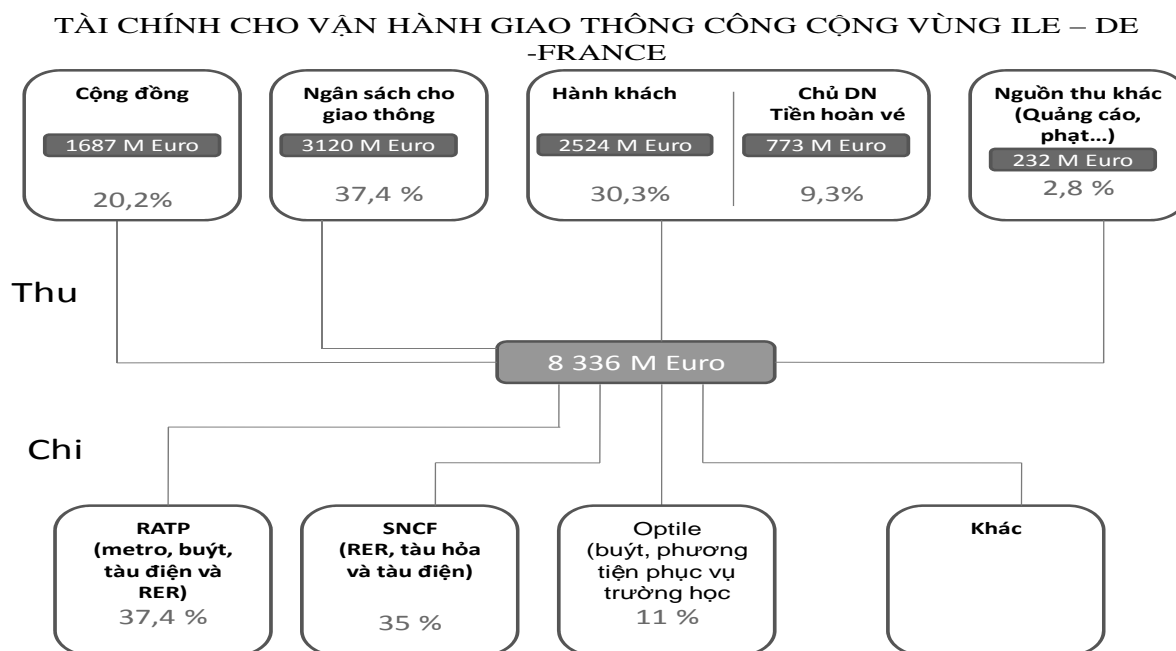 TÀI CHÍNH CHO VẬN HÀNH GIAO THÔNG CÔNG CỘNG VÙNG ILE – DE
-FRANCE
Cộng đồng
1687 M Euro
20,2%
Ngân sách cho
giao thông
3120 M Euro
37,4 %
Hành khách
2524 M Euro
30,3%
Chủ DN
Tiền hoàn vé
773 M Euro
9,3%
Nguồn thu khác
(Quảng cáo,
phạt...)
232 M Euro
2,8 %
Thu
8 336 M Euro
Chi
RATP
(metro, buýt,
tàu điện và
RER)
37,4 %
SNCF
(RER, tàu hỏa
và tàu điện)
35 %
Optile
(buýt, phương
tiện phục vụ
trường học
11 %
Khác